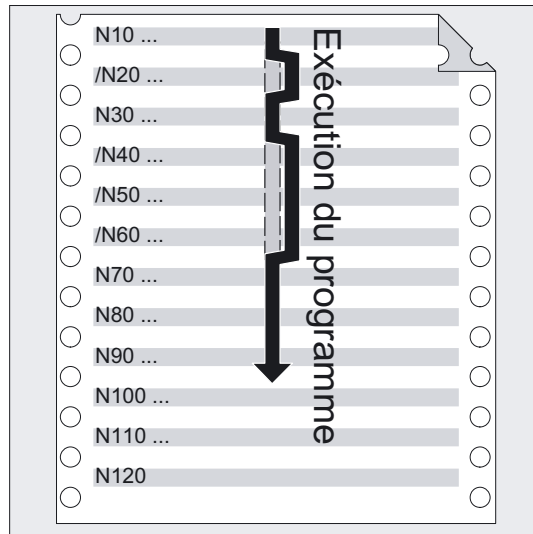 N10 ...
/N20 ...
N30 ...
/N40 ...
/N50 ...
/N60 ...
N70 ...
N80 ...
N90 ...
N100 ...
N110 ...
N120
Exécution du programme